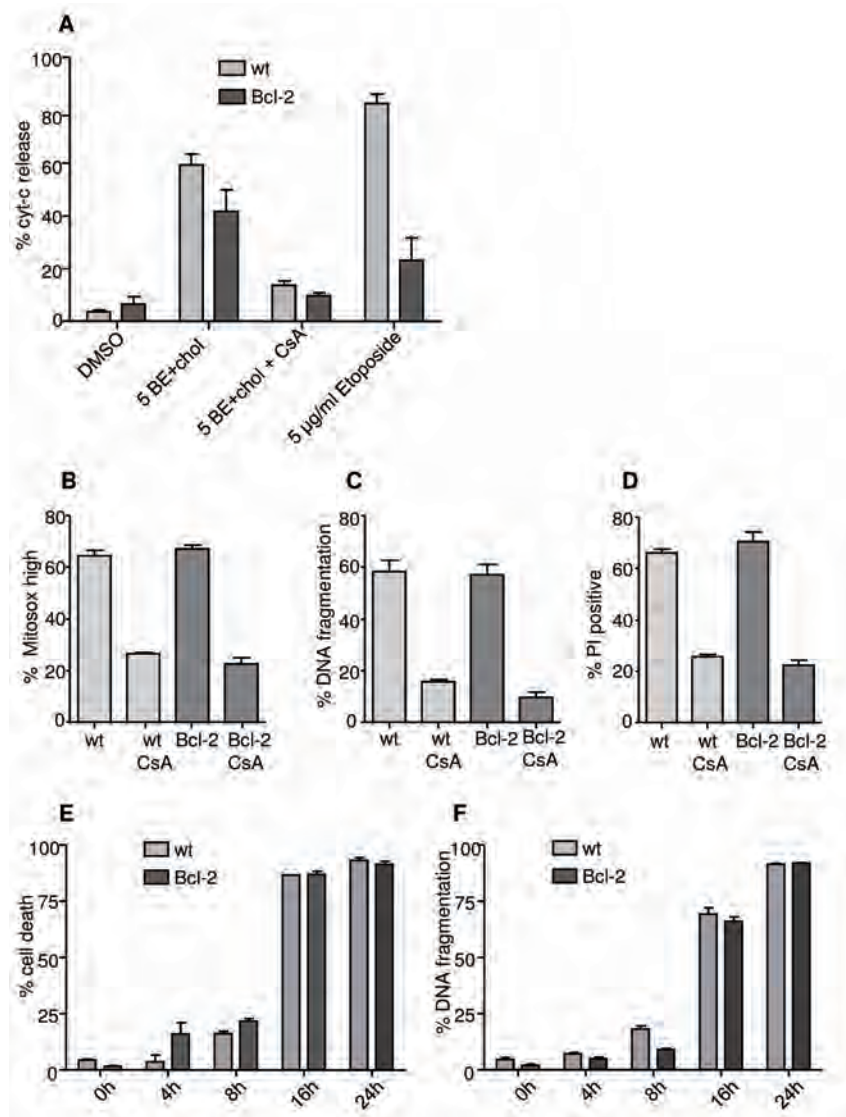 A
% cyt-c release
100
80
60
40
20
0
wt
Bcl-2
DMSO
5 BE+chol
5 BE+chol + CsA
5 µg/ml Etoposide
B
% Mitosox high
80
60
40
20
0
wt
wt
CsA
Bcl-2
Bcl-2
CsA
C
% DNA fragmentation
80
60
40
20
0
wt
wt
CsA
Bcl-2
Bcl-2
CsA
D
% PI positive
80
60
40
20
0
wt
wt
CsA
Bcl-2
Bcl-2
CsA
E
% cell death
100
75
50
25
0
wt
Bcl-2
0h
4h
8h
16h
24h
F
% DNA fragmentation
100
75
50
25
0
wt
Bcl-2
0h
4h
8h
16h
24h